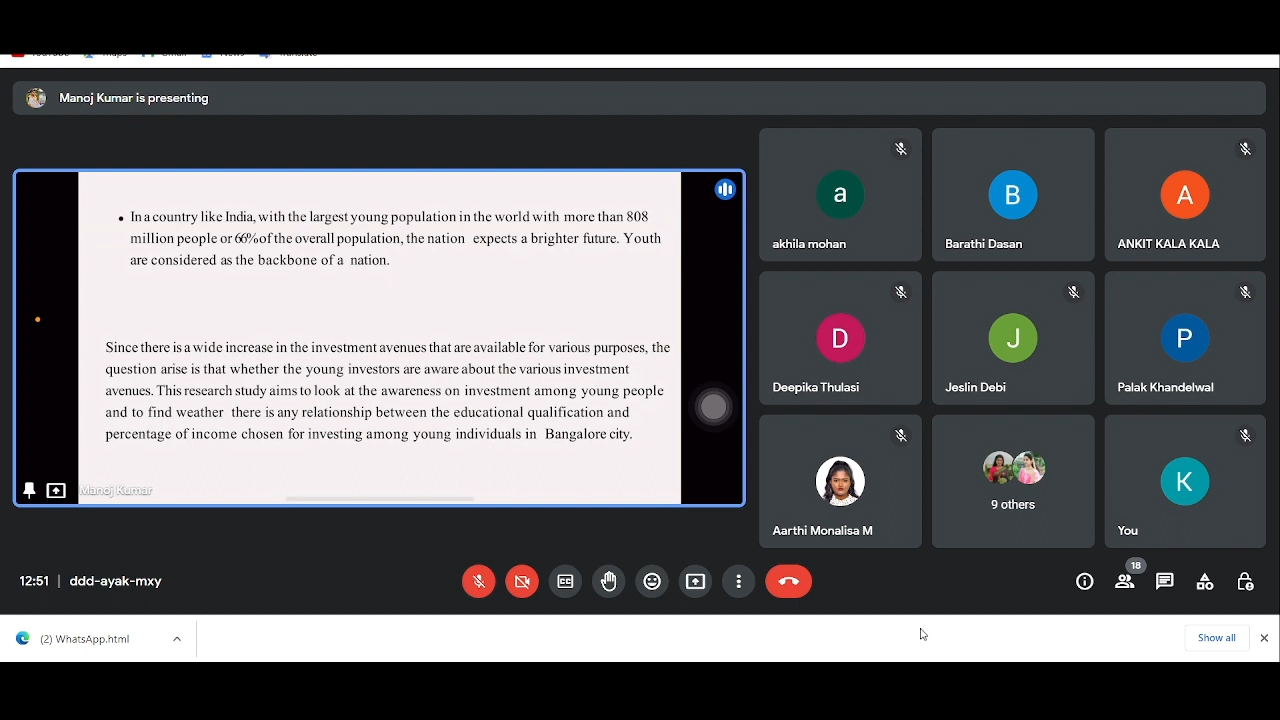 Manoj Kumar is presenting
• In a country like India, with the largest young population in the world with more than 808
million people or 66% of the overall population, the nation expects a brighter future. Youth
are considered as the backbone of a nation.
Since there is a wide increase in the investment avenues that are available for various purposes, the
question arise is that whether the young investors are aware about the various investment
avenues. This research study aims to look at the awareness on investment among young people
and to find weather there is any relationship between the educational qualification and
percentage of income chosen for investing among young individuals in Bangalore city.
Manoj Kumar
a
akhila mohan
B
Barathi Dasan
A
ANKIT KALA KALA
D
Deepika Thulasi
J
Jeslin Debi
P
Palak Khandelwal
Aarthi Monalisa M
9 others
K
You
12:51 | ddd-ayak-mxy
CC
18
(2) WhatsApp.html
Show all